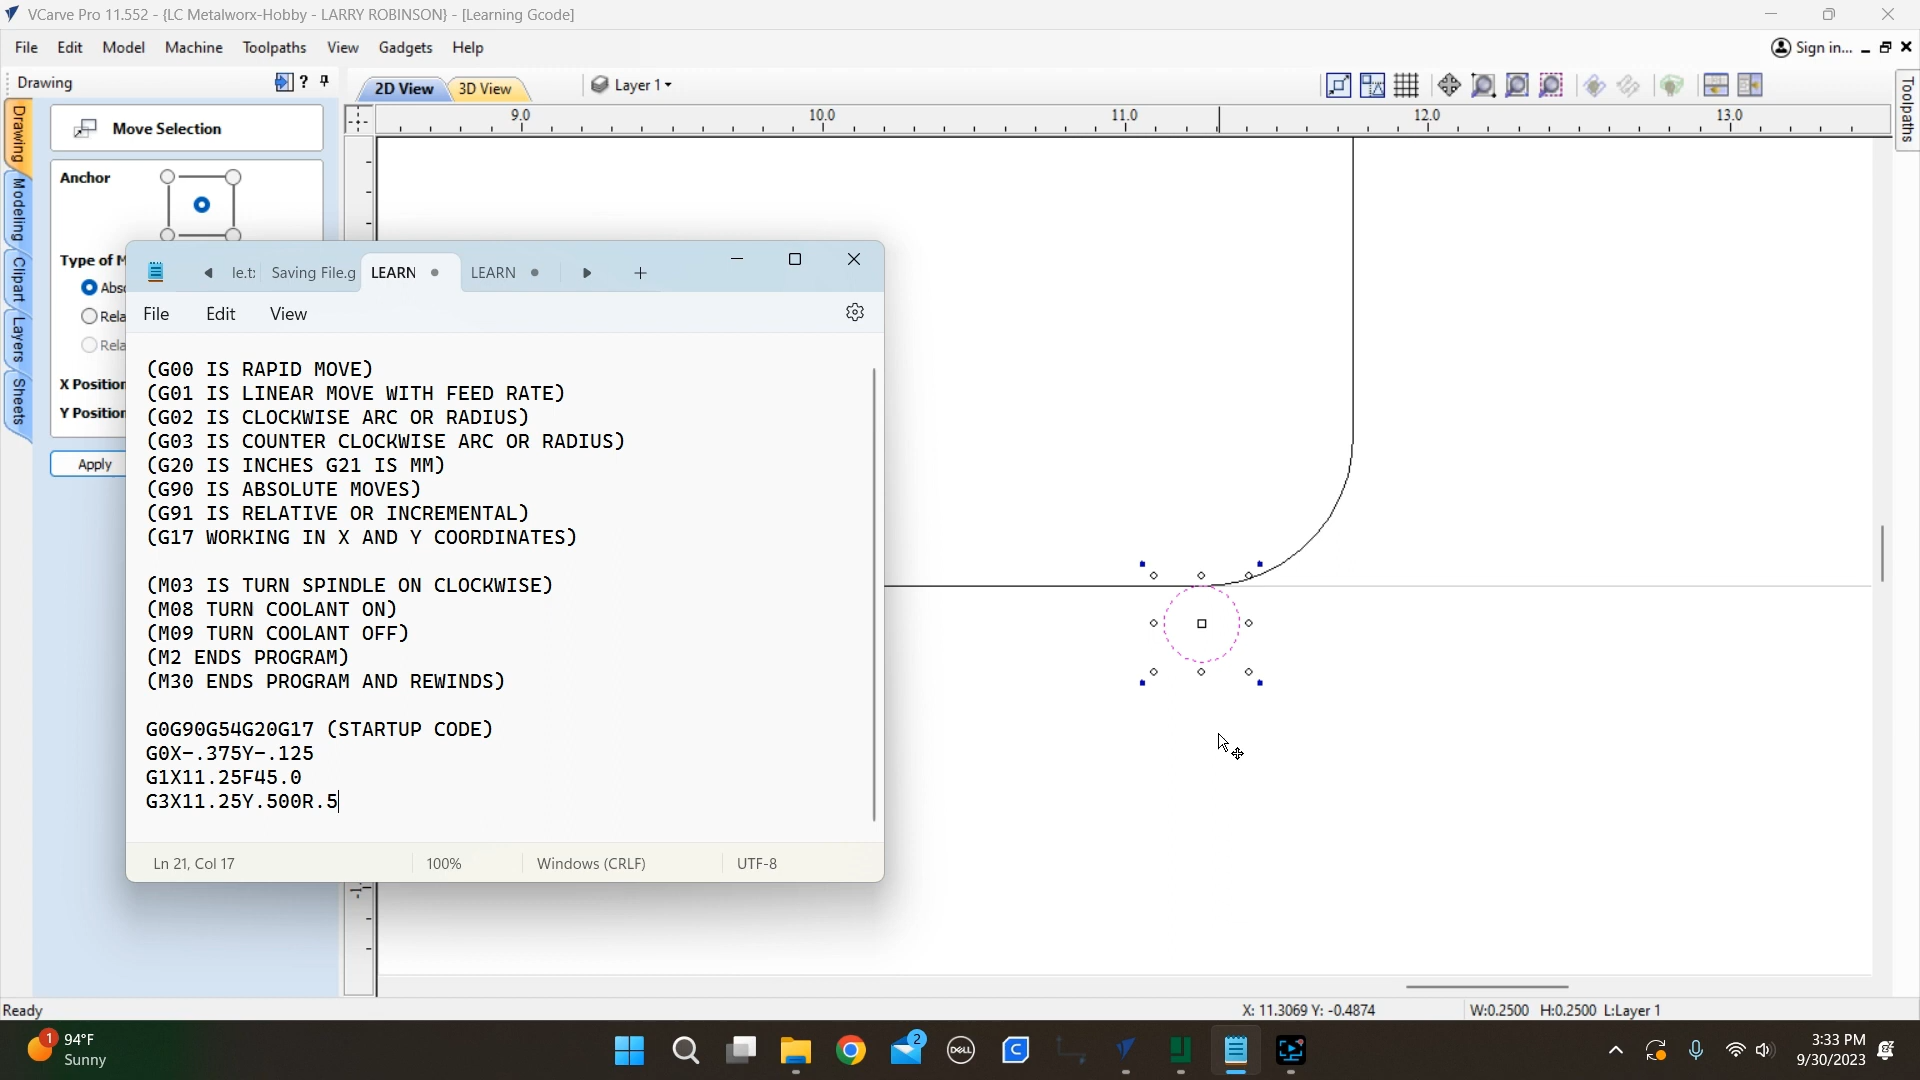 VCarve Pro 11.552 - {LC Metalworx-Hobby - LARRY ROBINSON} - [Learning Gcode]
File Edit Model Machine Toolpaths View Gadgets Help
Sign in...
Drawing
2D View 3D View Layer 1
Toolpaths
9.0 10.0 11.0 12.0 13.0
Drawing
Modeling
Clipart
Layers
Sheets
Move Selection
Anchor
Type of M
Abso
Rela
Rela
X Position
Y Position
Apply
le.t: Saving File.g LEARN LEARN
File Edit View
(G00 IS RAPID MOVE)
(G01 IS LINEAR MOVE WITH FEED RATE)
(G02 IS CLOCKWISE ARC OR RADIUS)
(G03 IS COUNTER CLOCKWISE ARC OR RADIUS)
(G20 IS INCHES G21 IS MM)
(G90 IS ABSOLUTE MOVES)
(G91 IS RELATIVE OR INCREMENTAL)
(G17 WORKING IN X AND Y COORDINATES)
(M03 IS TURN SPINDLE ON CLOCKWISE)
(M08 TURN COOLANT ON)
(M09 TURN COOLANT OFF)
(M2 ENDS PROGRAM)
(M30 ENDS PROGRAM AND REWINDS)
G0G90G54G20G17 (STARTUP CODE)
G0X-.375Y-.125
G1X11.25F45.0
G3X11.25Y.500R.5
Ln 21, Col 17 100% Windows (CRLF) UTF-8
-1
Ready
X: 11.3069 Y: -0.4874 W:0.2500 H:0.2500 L:Layer 1
1
94°F
Sunny
2
DELL
3:33 PM
9/30/2023